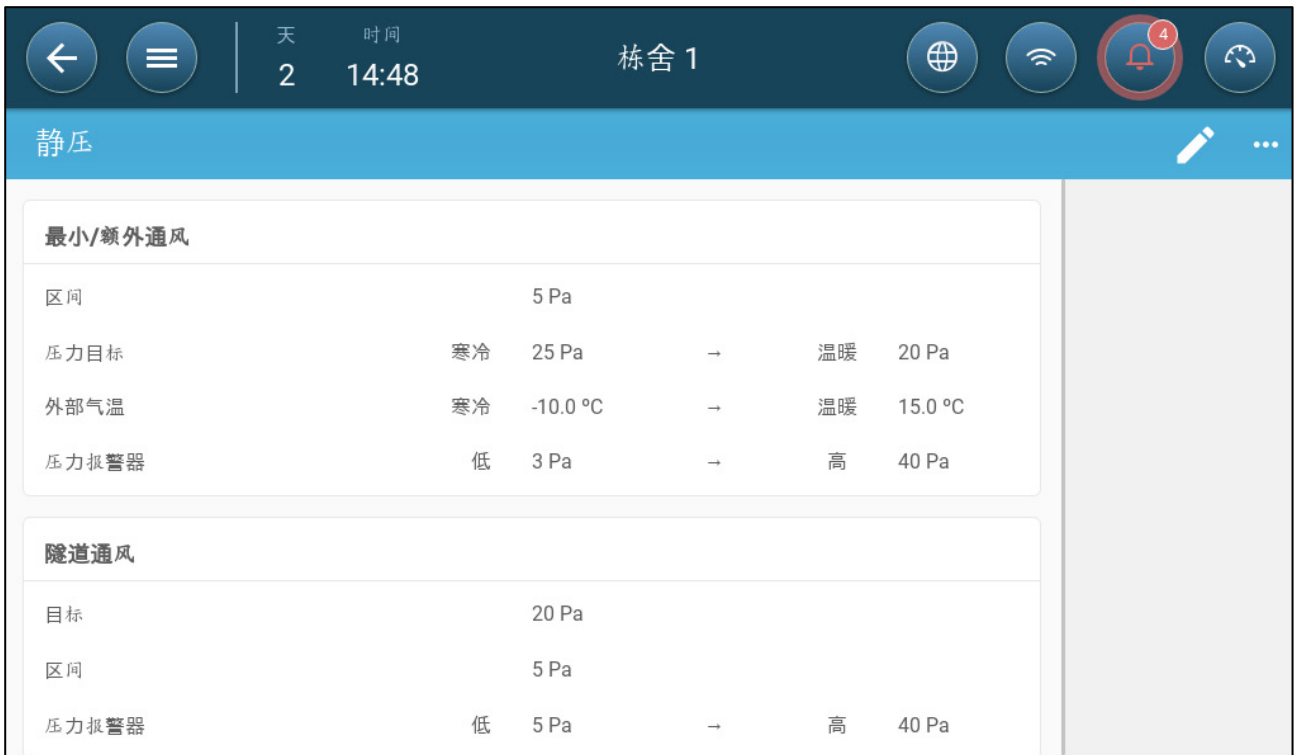 天 时间 4
2 14:48 栋舍 1
静压
最小/额外通风
区间 5 Pa
压力目标 寒冷 25 Pa → 温暖 20 Pa
外部气温 寒冷 -10.0 ºC → 温暖 15.0 ºC
压力报警器 低 3 Pa → 高 40 Pa
隧道通风
目标 20 Pa
区间 5 Pa
压力报警器 低 5 Pa → 高 40 Pa